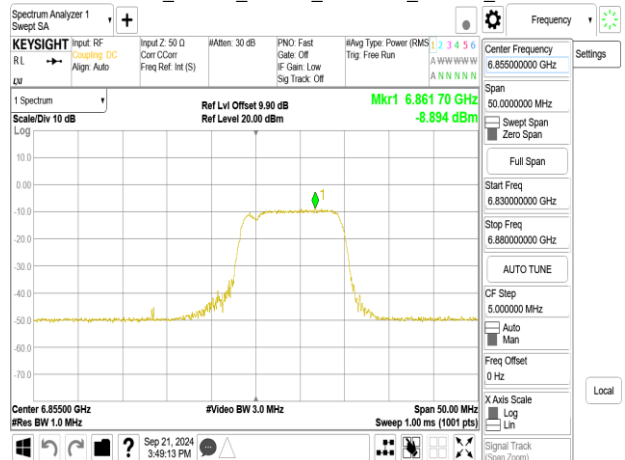 Spectrum Analyzer 1
Swept SA
+
Frequency
KEYSIGHT
RL
Input: RF
Coupling: DC
Align: Auto
Input Z: 50 Ω
Corr CCorr
Freq Ref: Int (S)
#Atten: 30 dB
PNO: Fast
Gate: Off
IF Gain: Low
Sig Track: Off
#Avg Type: Power (RMS
Trig: Free Run
1 2 3 4 5 6
A W W W W W
A N N N N N
Center Frequency
6.855000000 GHz
Settings
Span
50.0000000 MHz
Swept Span
Zero Span
Full Span
Start Freq
6.830000000 GHz
Stop Freq
6.880000000 GHz
AUTO TUNE
CF Step
5.000000 MHz
Auto
Man
Freq Offset
0 Hz
X Axis Scale
Log
Lin
Signal Track
(Span Zoom)
Local
1 Spectrum
Scale/Div 10 dB
Log
Ref Lvl Offset 9.90 dB
Ref Level 20.00 dBm
Mkr1 6.861 70 GHz
-8.894 dBm
10.0
0.00
-10.0
-20.0
-30.0
-40.0
-50.0
-60.0
-70.0
1
Center 6.85500 GHz
#Res BW 1.0 MHz
#Video BW 3.0 MHz
Span 50.00 MHz
Sweep 1.00 ms (1001 pts)
?
Sep 21, 2024
3:49:13 PM